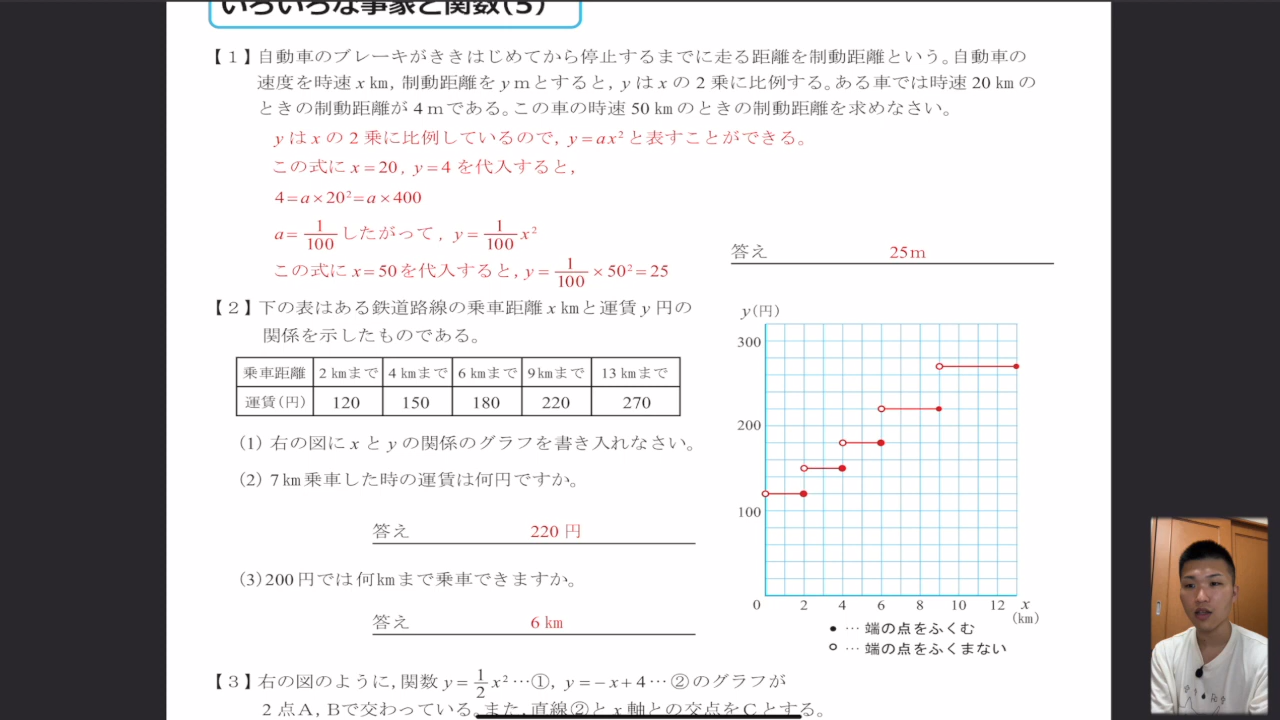 いろいろな事象と関数(5)
【1】自動車のブレーキがききはじめてから停止するまでに走る距離を制動距離という。自動車の
速度を時速 x km, 制動距離を y m とすると, y は x の 2 乗に比例する。ある車では時速 20 km の
ときの制動距離が 4 m である。この車の時速 50 km のときの制動距離を求めなさい。
y は x の 2 乗に比例しているので, y=ax² と表すことができる。
この式に x=20, y=4 を代入すると,
4=a×20²=a×400
a=1/100 したがって, y=1/100 x²
この式に x=50 を代入すると, y=1/100 ×50²=25
答え 25m
【2】下の表はある鉄道路線の乗車距離 x km と運賃 y 円の
関係を示したものである。
乗車距離 2 kmまで 4 kmまで 6 kmまで 9kmまで 13 kmまで
運賃(円) 120 150 180 220 270
(1) 右の図に x と y の関係のグラフを書き入れなさい。
(2) 7 km 乗車した時の運賃は何円ですか。
答え 220 円
(3) 200 円では何kmまで乗車できますか。
答え 6 km
y(円)
300
200
100
0 2 4 6 8 10 12 x
(km)
● … 端の点をふくむ
○ … 端の点をふくまない
【3】右の図のように, 関数 y=1/2 x² …①, y=−x+4 … ②のグラフが
2 点A, Bで交わっている。また, 直線②と x 軸との交点をCとする。